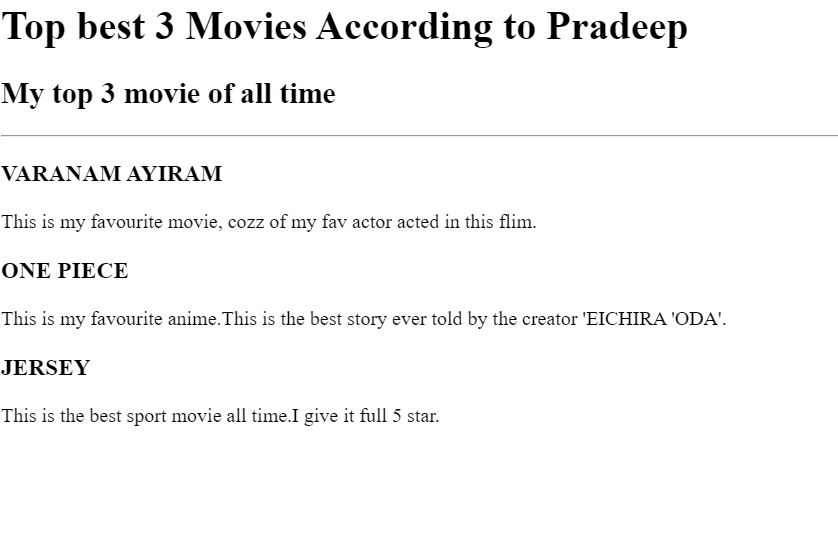 Top best 3 Movies According to Pradeep
My top 3 movie of all time
VARANAM AYIRAM
This is my favourite movie, cozz of my fav actor acted in this flim.
ONE PIECE
This is my favourite anime.This is the best story ever told by the creator 'EICHIRA 'ODA'.
JERSEY
This is the best sport movie all time.I give it full 5 star.